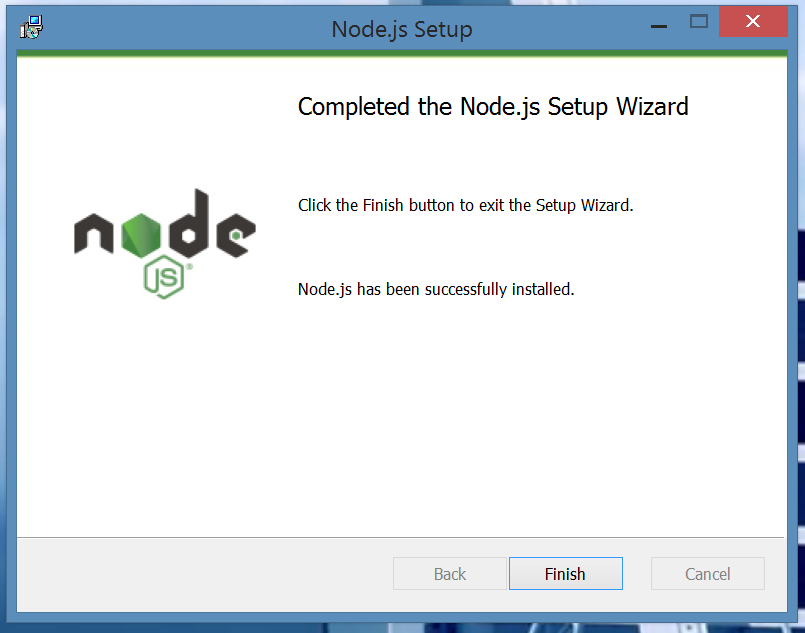 Node.js Setup
Completed the Node.js Setup Wizard
node
JS®
Click the Finish button to exit the Setup Wizard.
Node.js has been successfully installed.
Back
Finish
Cancel